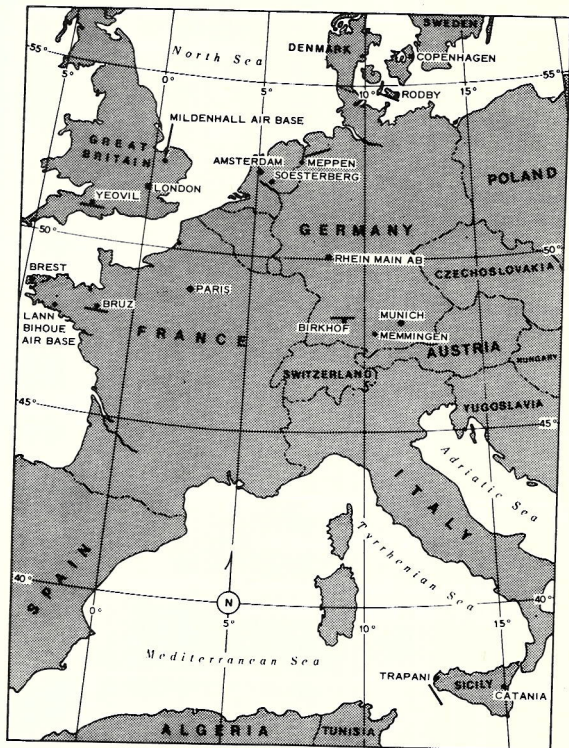 SWEDEN
DENMARK
COPENHAGEN
North Sea
55°
5°
0°
5°
10°
15°
55°
RODBY
MILDENHALL AIR BASE
GREAT
BRITAIN
AMSTERDAM
MEPPEN
SOESTERBERG
POLAND
YEOVIL
LONDON
GERMANY
50°
50°
RHEIN MAIN AB
CZECHOSLOVAKIA
BREST
PARIS
BRUZ
LANN
BIHOUE
AIR BASE
FRANCE
BIRKHOF
MUNICH
MEMMINGEN
AUSTRIA
HUNGARY
SWITZERLAND
YUGOSLAVIA
45°
45°
ITALY
Adriatic Sea
SPAIN
Tyrrhenian Sea
40°
0°
N
5°
10°
15°
40°
Mediterranean Sea
TRAPANI
SICILY
CATANIA
ALGERIA
TUNISIA